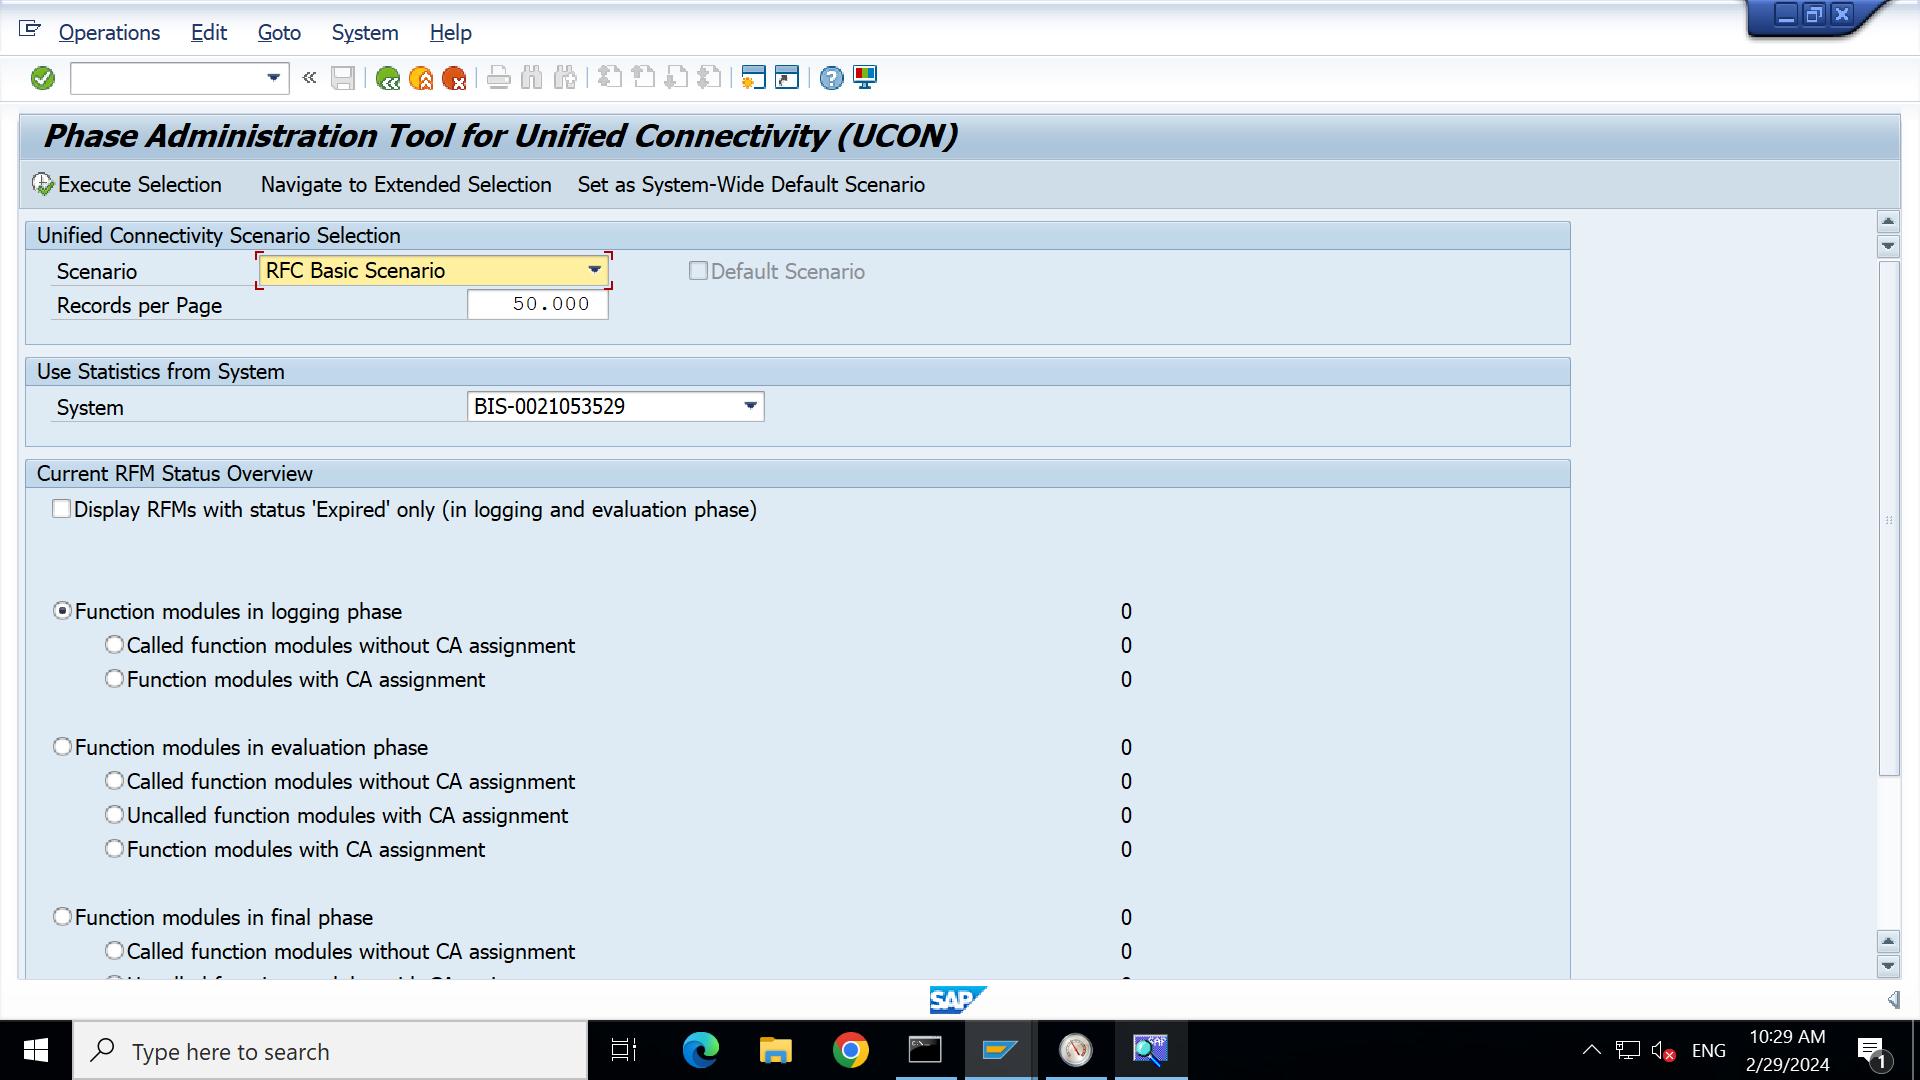 Operations Edit Goto System Help
Phase Administration Tool for Unified Connectivity (UCON)
Execute Selection Navigate to Extended Selection Set as System-Wide Default Scenario
Unified Connectivity Scenario Selection
Scenario RFC Basic Scenario Default Scenario
Records per Page 50.000
Use Statistics from System
System BIS-0021053529
Current RFM Status Overview
Display RFMs with status 'Expired' only (in logging and evaluation phase)
Function modules in logging phase 0
Called function modules without CA assignment 0
Function modules with CA assignment 0
Function modules in evaluation phase 0
Called function modules without CA assignment 0
Uncalled function modules with CA assignment 0
Function modules with CA assignment 0
Function modules in final phase 0
Called function modules without CA assignment 0
SAP
Type here to search
ENG
10:29 AM
2/29/2024
1